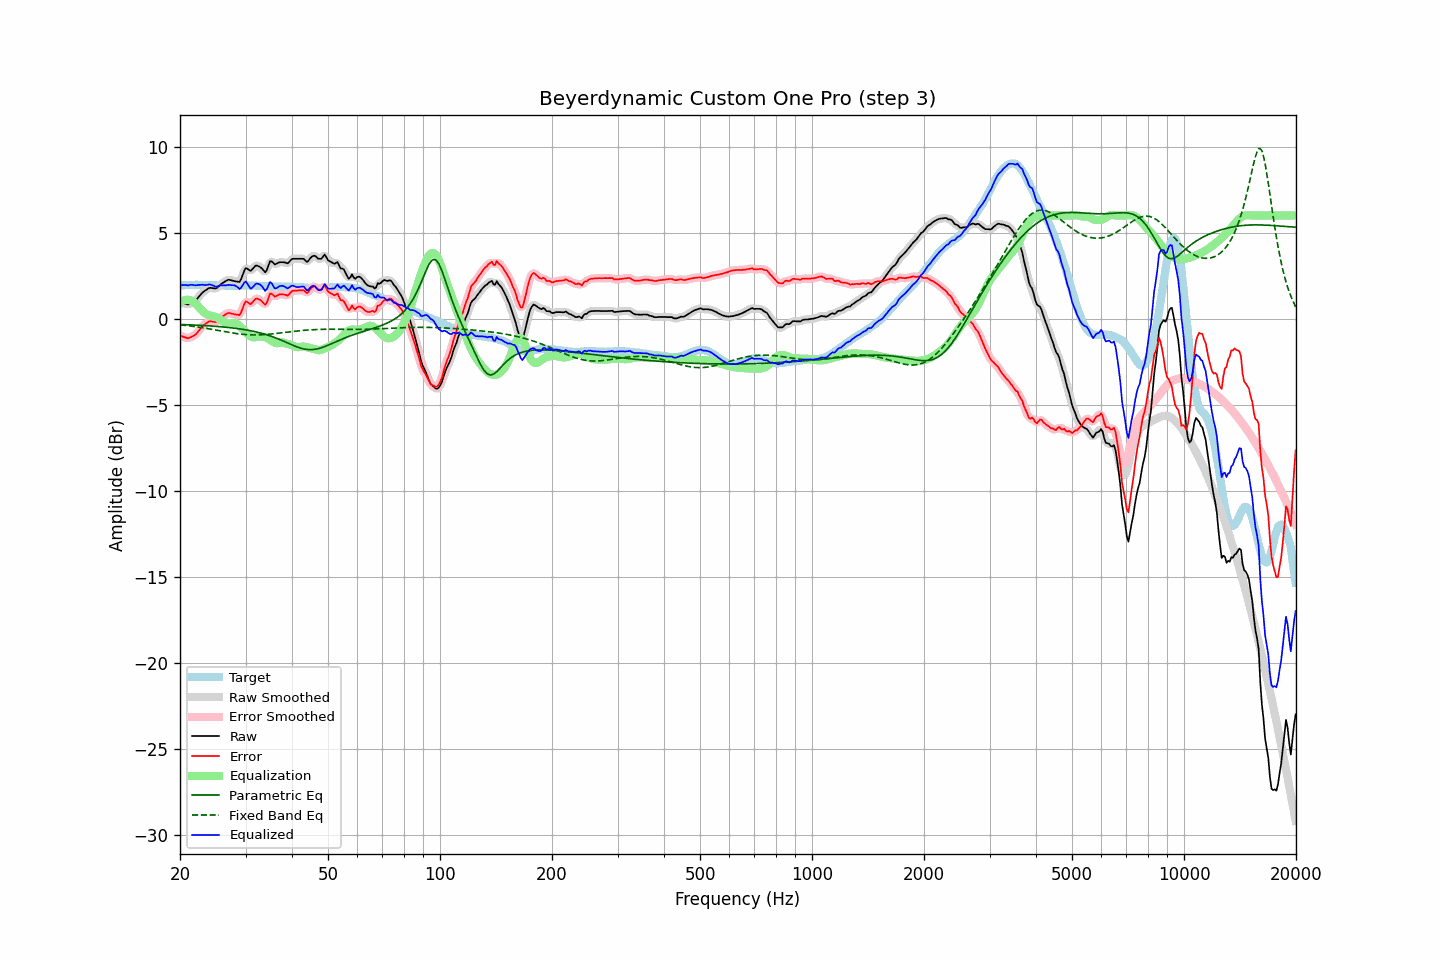 Beyerdynamic Custom One Pro (step 3)
10
5
0
−5
−10
−15
−20
−25
−30
Amplitude (dBr)
Target
Raw Smoothed
Error Smoothed
Raw
Error
Equalization
Parametric Eq
Fixed Band Eq
Equalized
20 50 100 200 500 1000 2000 5000 10000 20000
Frequency (Hz)